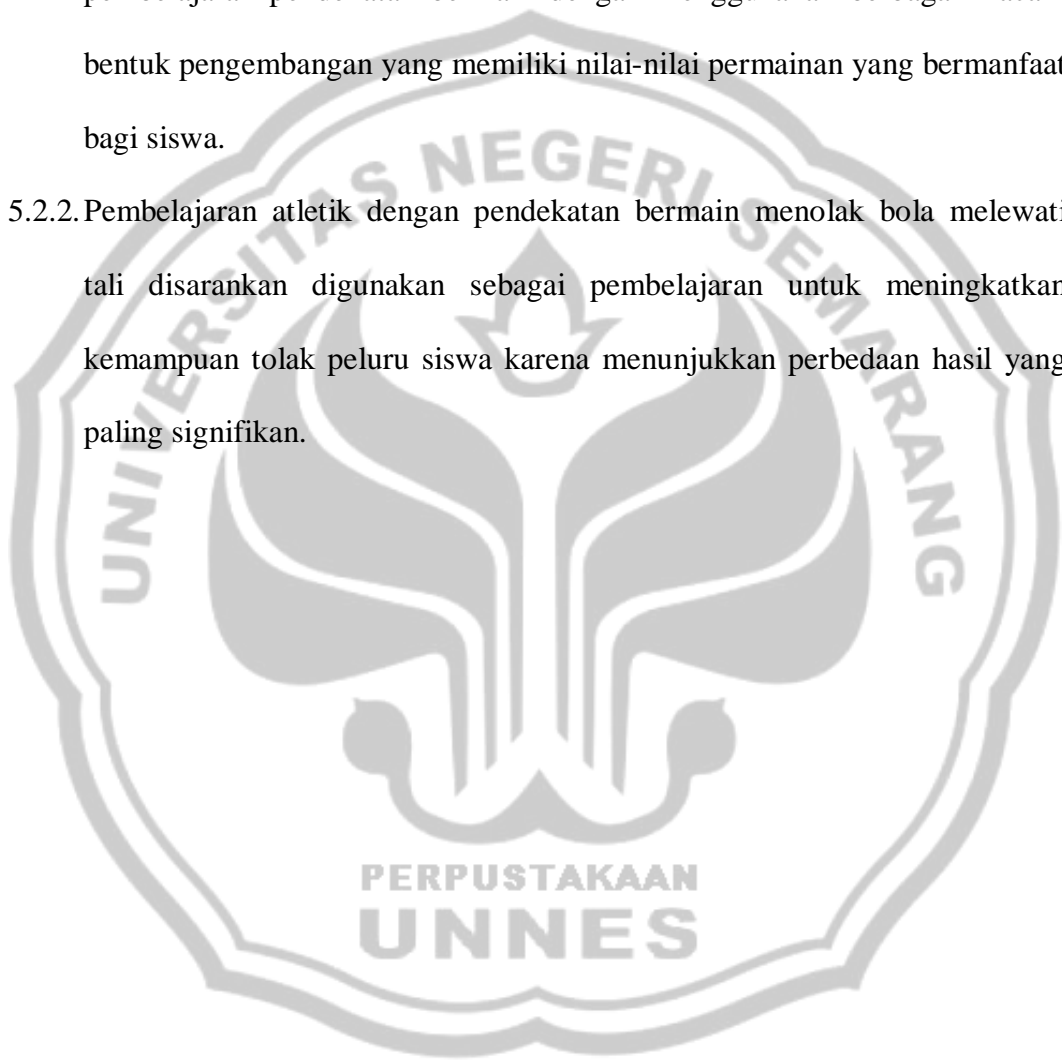 bentuk pengembangan yang memiliki nilai-nilai permainan yang bermanfaat
bagi siswa.
5.2.2. Pembelajaran atletik dengan pendekatan bermain menolak bola melewati
tali disarankan digunakan sebagai pembelajaran untuk meningkatkan
kemampuan tolak peluru siswa karena menunjukkan perbedaan hasil yang
paling signifikan.
UNIVERSITAS NEGERI SEMARANG
PERPUSTAKAAN
UNNES